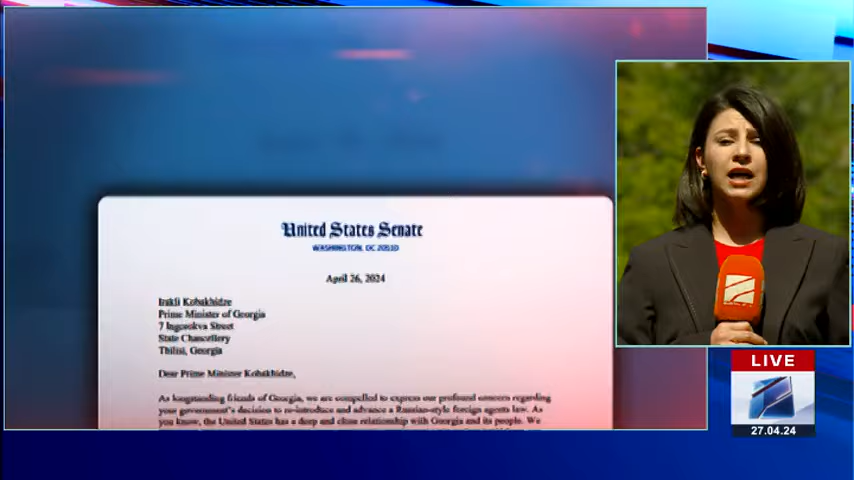 United States Senate
WASHINGTON, DC 20510
April 26, 2024
Irakli Kobakhidze
Prime Minister of Georgia
7 Ingorokva Street
State Chancellery
Tbilisi, Georgia
Dear Prime Minister Kobakhidze,
As longstanding friends of Georgia, we are compelled to express our profound concern regarding
your government's decision to re-introduce and advance a Russian-style foreign agents law. As
you know, the United States has a deep and close relationship with Georgia and its people. We
LIVE
27.04.24